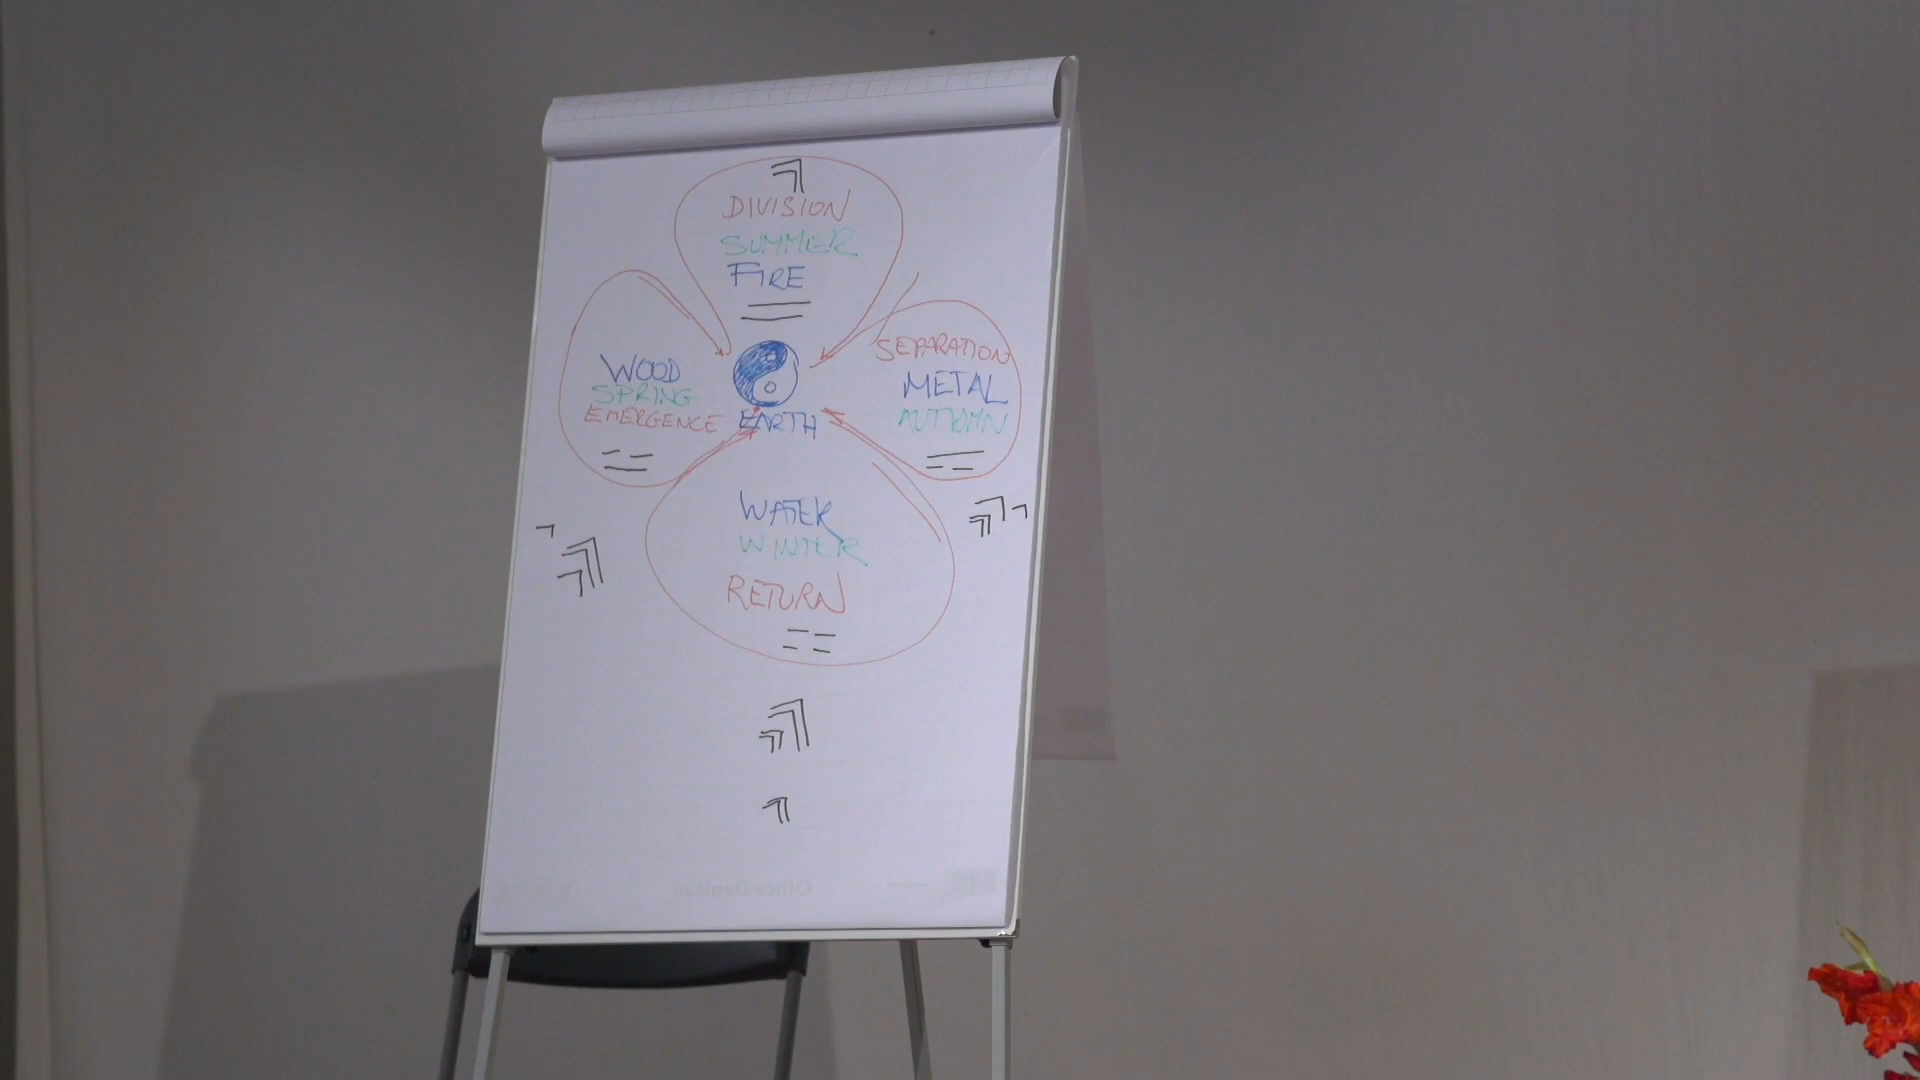 DIVISION
SUMMER
FIRE
WOOD
SPRING
EMERGENCE
EARTH
SEPARATION
METAL
AUTUMN
WATER
WINTER
RETURN